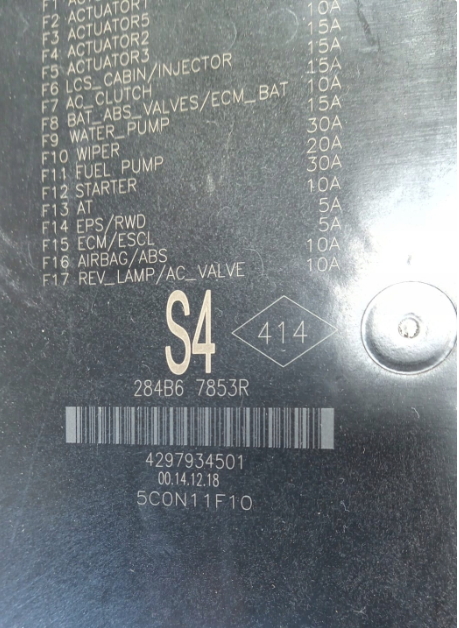 F1
F2 ACTUATOR1
F3 ACTUATOR5
F4 ACTUATOR2 10A
F5 ACTUATOR3 15A
F6 LCS_CABIN/INJECTOR 15A
F7 AC_CLUTCH 15A
F8 BAT_ABS_VALVES/ECM_BAT 10A
F9 WATER_PUMP 15A
F10 WIPER 30A
F11 FUEL PUMP 20A
F12 STARTER 30A
F13 AT 10A
F14 EPS/RWD 5A
F15 ECM/ESCL 5A
F16 AIRBAG/ABS 10A
F17 REV_LAMP/AC_VALVE 10A
S4 414
284B6 7853R
4297934501
00.14.12.18
5C0N11F10